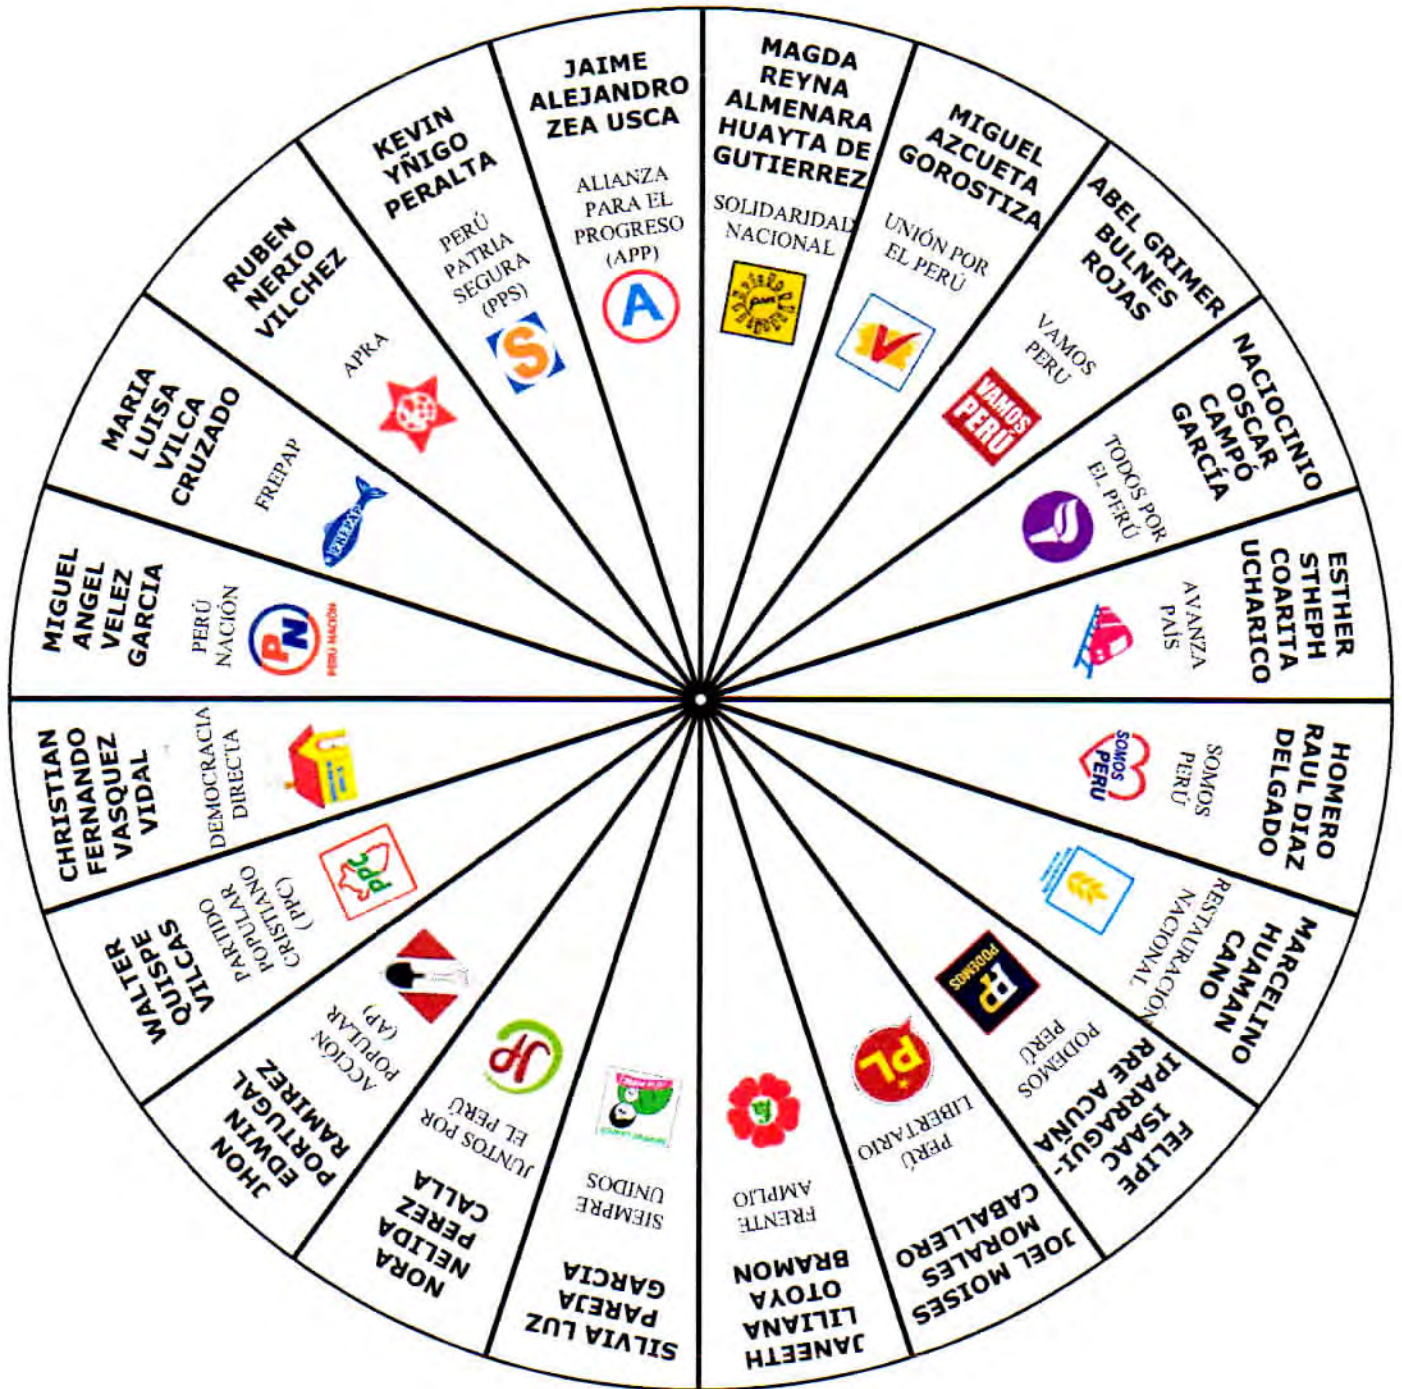 MAGDA
REYNA
ALMENARA
HUAYTA DE
GUTIERREZ
SOLIDARIDAD
NACIONAL
psn
MIGUEL
AZCUETA
GOROSTIZA
UNIÓN POR
EL PERÚ
ABEL GRIMER
BULNES
ROJAS
VAMOS
PERÚ
VAMOS
PERÚ
NACIOCINIO
OSCAR
CAMPÓ
GARCÍA
TODOS POR
EL PERÚ
ESTHER
STHEPH
COARITA
UCHARICO
AVANZA
PAÍS
HOMERO
RAUL DIAZ
DELGADO
SOMOS
PERÚ
SOMOS
PERU
MARCELINO
HUAMAN
CANO
RESTAURACIÓN
NACIONAL
FELIPE
ISAAC
IPARRAGUI-
RRE ACUÑA
PODEMOS
PERÚ
PP
PODEMOS
JOEL MOISES
MORALES
CABALLERO
PERÚ
LIBERTARIO
PL
JANEETH
LILIANA
OTOYA
BRAMON
FRENTE
AMPLIO
SILVIA LUZ
PAREJA
GARCIA
SIEMPRE
UNIDOS
NORA
NELIDA
PEREZ
CALLA
JUNTOS POR
EL PERÚ
JP
JHON
EDWIN
PORTUGAL
RAMIREZ
ACCIÓN
POPULAR
(AP)
WALTER
QUISPE
VILCAS
PARTIDO
POPULAR
CRISTIANO
(PPC)
PPC
CHRISTIAN
FERNANDO
VASQUEZ
VIDAL
DEMOCRACIA
DIRECTA
MIGUEL
ANGEL
VELEZ
GARCIA
PERÚ
NACIÓN
PN
PERÚ NACIÓN
MARIA
LUISA
VILCA
CRUZADO
FREPAP
FREPAP
RUBEN
NERIO
VILCHEZ
APRA
KEVIN
YÑIGO
PERALTA
PERÚ
PATRIA
SEGURA
(PPS)
S
JAIME
ALEJANDRO
ZEA USCA
ALIANZA
PARA EL
PROGRESO
(APP)
A